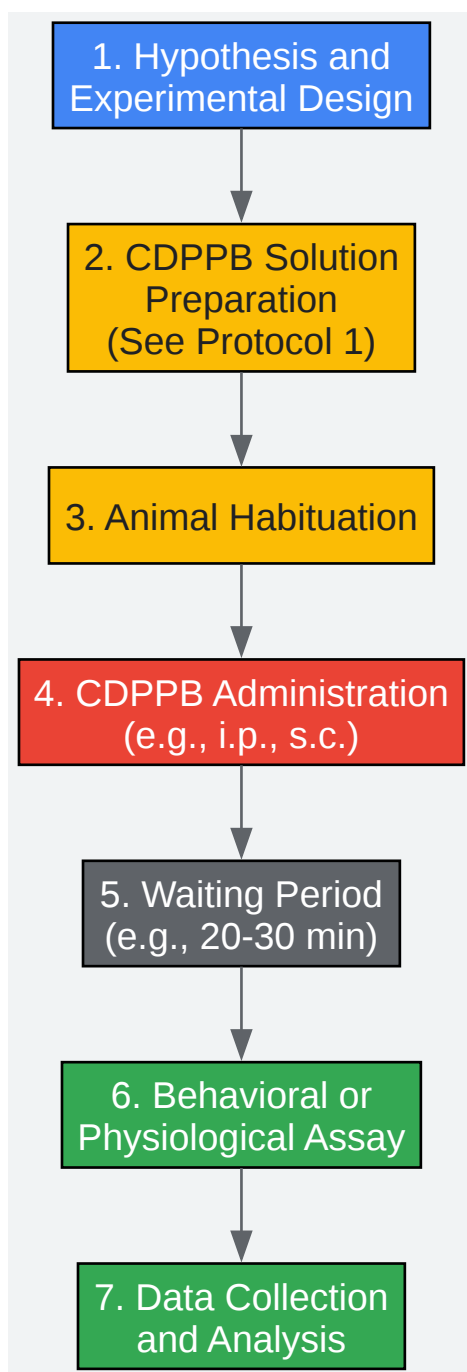 1. Hypothesis and
Experimental Design
2. CDPPB Solution
Preparation
(See Protocol 1)
3. Animal Habituation
4. CDPPB Administration
(e.g., i.p., s.c.)
5. Waiting Period
(e.g., 20-30 min)
6. Behavioral or
Physiological Assay
7. Data Collection
and Analysis